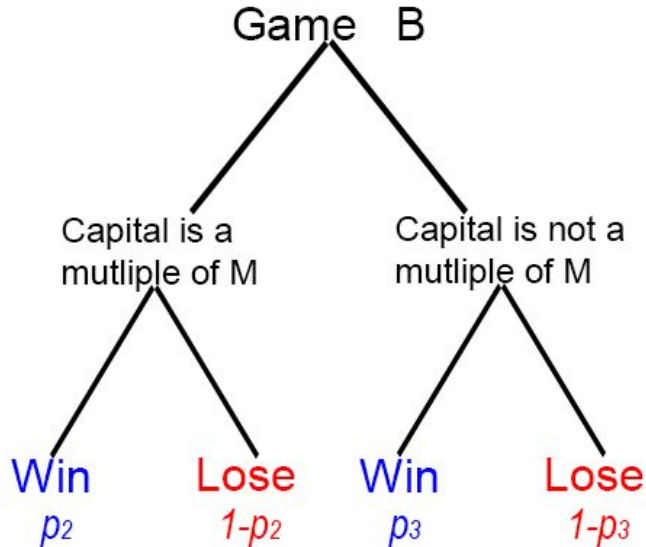 Game B
Capital is a
mutliple of M
Capital is not a
mutliple of M
Win
Lose
Win
Lose
p2
1-p2
p3
1-p3